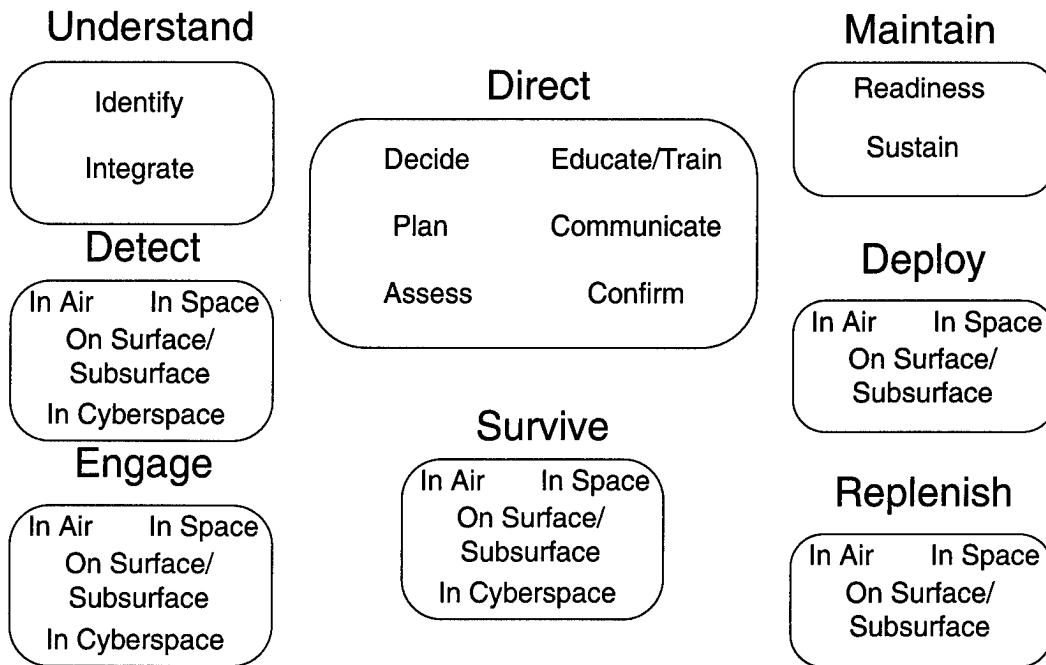 Understand
Identify
Integrate
Detect
In Air In Space
On Surface/
Subsurface
In Cyberspace
Engage
In Air In Space
On Surface/
Subsurface
In Cyberspace
Direct
Decide Educate/Train
Plan Communicate
Assess Confirm
Survive
In Air In Space
On Surface/
Subsurface
In Cyberspace
Maintain
Readiness
Sustain
Deploy
In Air In Space
On Surface/
Subsurface
Replenish
In Air In Space
On Surface/
Subsurface